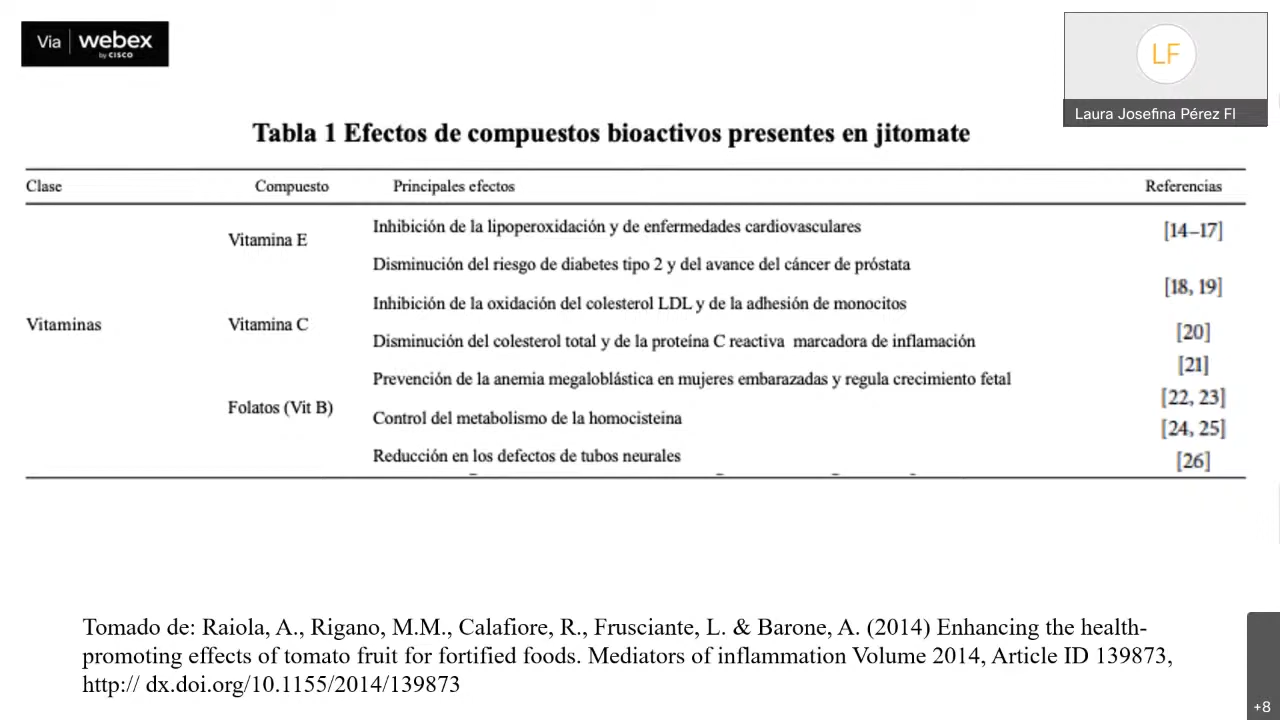 Via | webex
by CISCO
LF
Laura Josefina Pérez Fl
Tabla 1 Efectos de compuestos bioactivos presentes en jitomate
Clase Compuesto Principales efectos Referencias
Inhibición de la lipoperoxidación y de enfermedades cardiovasculares [14–17]
Vitamina E
Disminución del riesgo de diabetes tipo 2 y del avance del cáncer de próstata
[18, 19]
Inhibición de la oxidación del colesterol LDL y de la adhesión de monocitos
Vitaminas Vitamina C [20]
Disminución del colesterol total y de la proteína C reactiva marcadora de inflamación
[21]
Prevención de la anemia megaloblástica en mujeres embarazadas y regula crecimiento fetal
[22, 23]
Folatos (Vit B)
Control del metabolismo de la homocisteina
[24, 25]
Reducción en los defectos de tubos neurales [26]
Tomado de: Raiola, A., Rigano, M.M., Calafiore, R., Frusciante, L. & Barone, A. (2014) Enhancing the health-
promoting effects of tomato fruit for fortified foods. Mediators of inflammation Volume 2014, Article ID 139873,
http:// dx.doi.org/10.1155/2014/139873
+8